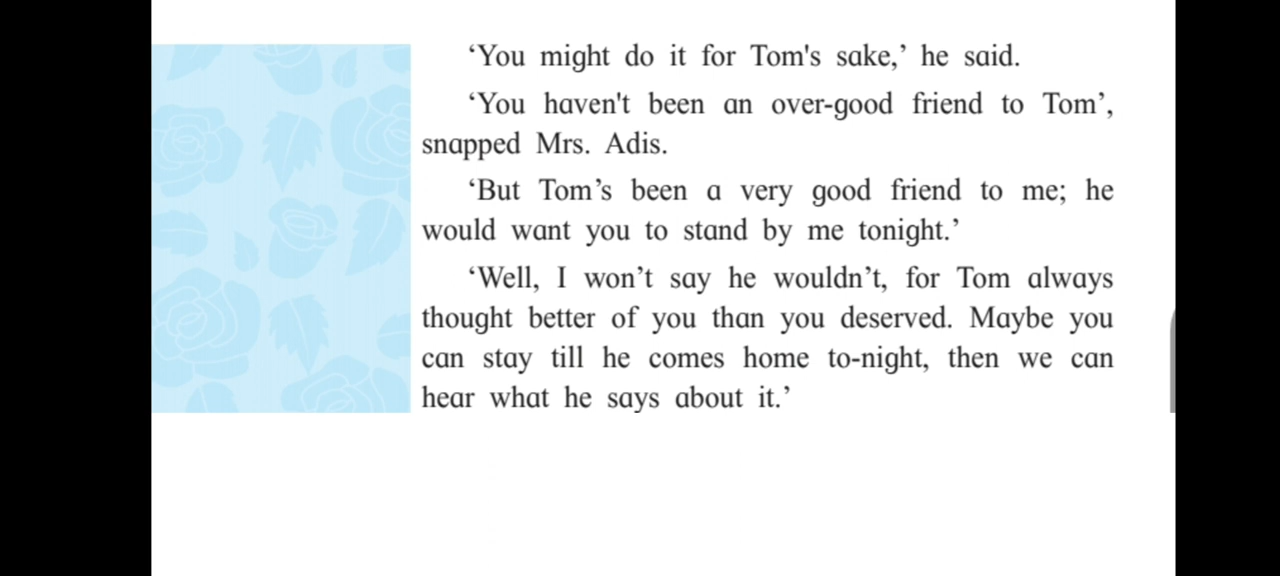 ‘You might do it for Tom's sake,’ he said.
‘You haven't been an over-good friend to Tom’,
snapped Mrs. Adis.
‘But Tom’s been a very good friend to me; he
would want you to stand by me tonight.’
‘Well, I won’t say he wouldn’t, for Tom always
thought better of you than you deserved. Maybe you
can stay till he comes home to-night, then we can
hear what he says about it.’